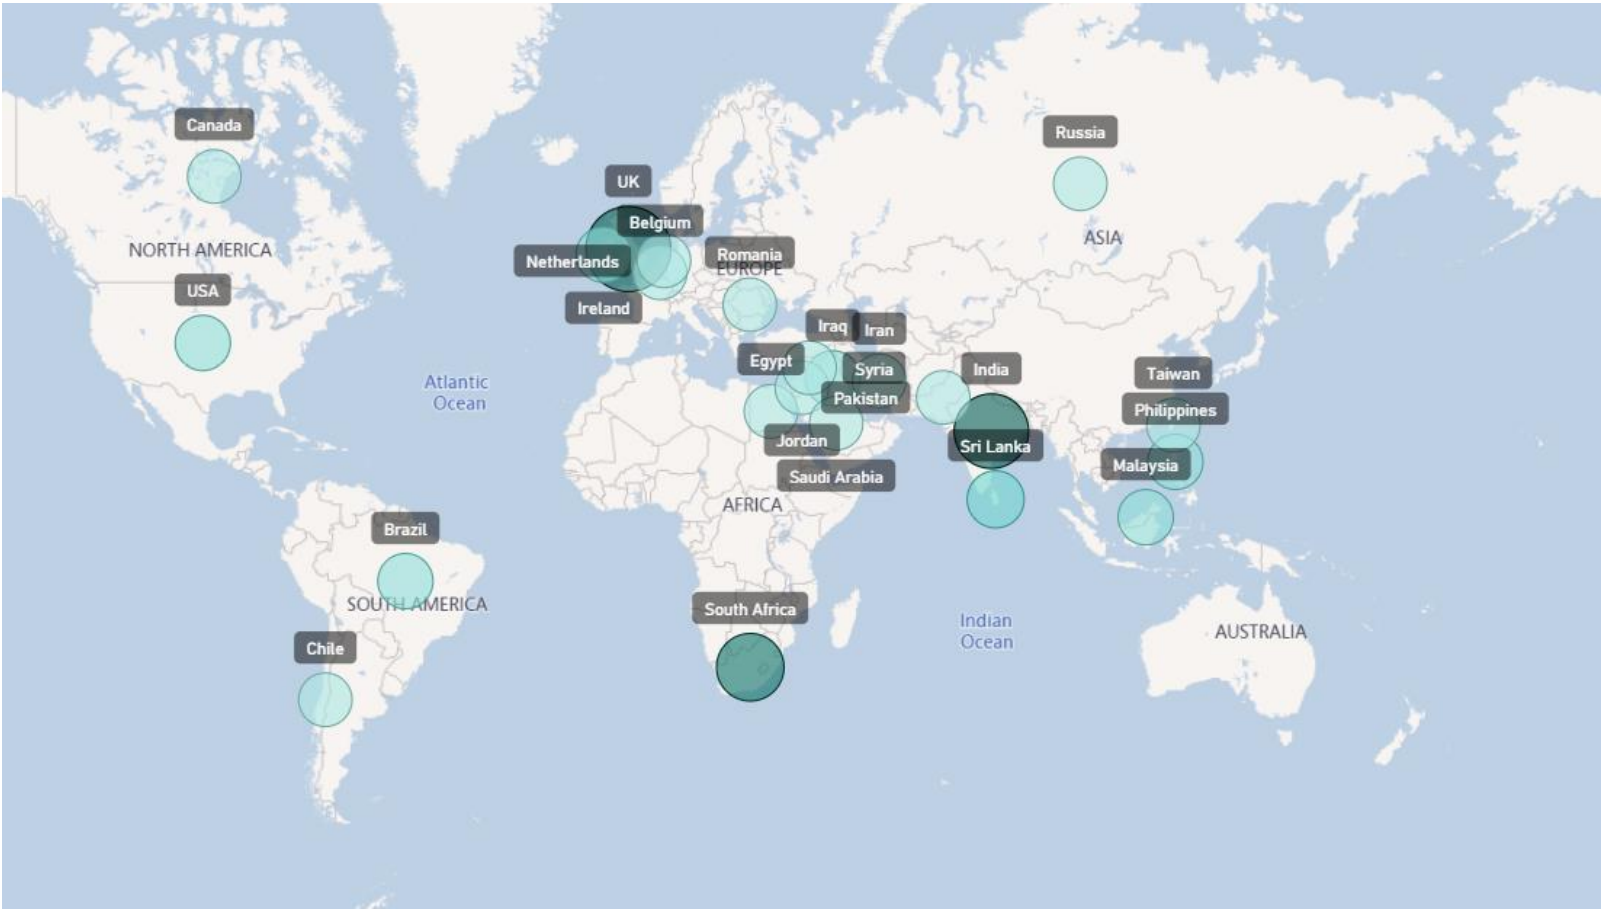 Canada
Russia
UK
Belgium
NORTH AMERICA
ASIA
Netherlands
Romania
EUROPE
USA
Ireland
Iraq
Iran
Egypt
Syria
India
Taiwan
Atlantic
Ocean
Pakistan
Philippines
Jordan
Sri Lanka
Malaysia
Saudi Arabia
AFRICA
Brazil
SOUTH AMERICA
South Africa
Indian
Ocean
AUSTRALIA
Chile